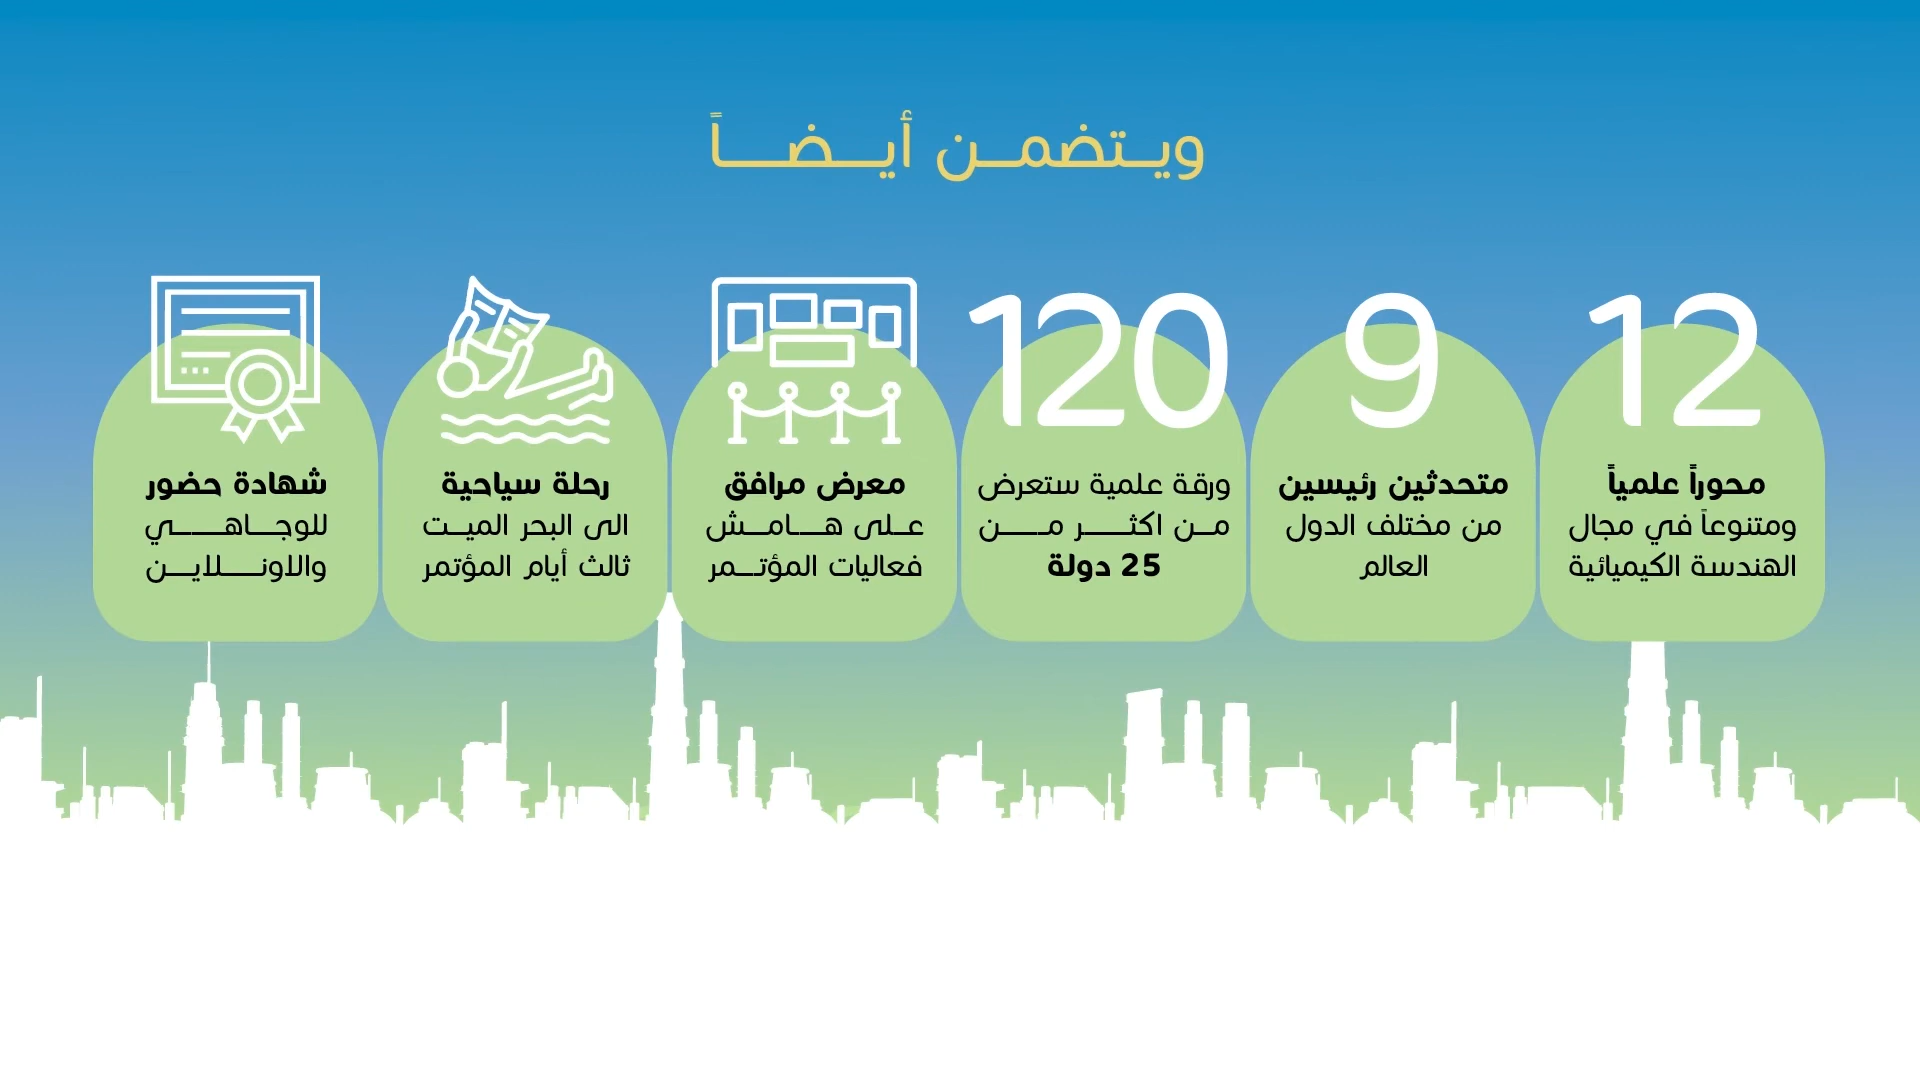 ويتضمن أيضاً
12
محوراً علمياً
ومتنوعاً في مجال
الهندسة الكيميائية
9
متحدثين رئيسين
من مختلف الدول
العالم
120
ورقة علمية ستعرض
من اكثر من
25 دولة
معرض مرافق
على هامش
فعاليات المؤتمر
رحلة سياحية
الى البحر الميت
ثالث أيام المؤتمر
شهادة حضور
للوجاهي
والاونلاين